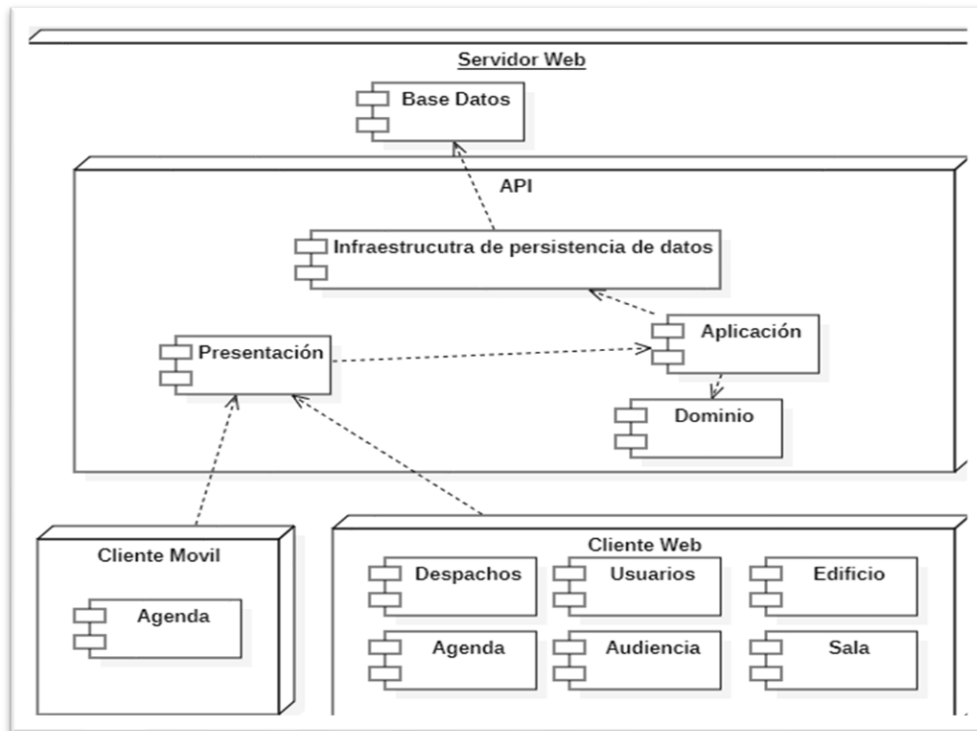 Servidor Web
Base Datos
API
Infraestrucutra de persistencia de datos
Aplicación
Presentación
Dominio
Cliente Movil
Agenda
Cliente Web
Despachos
Usuarios
Edificio
Agenda
Audiencia
Sala